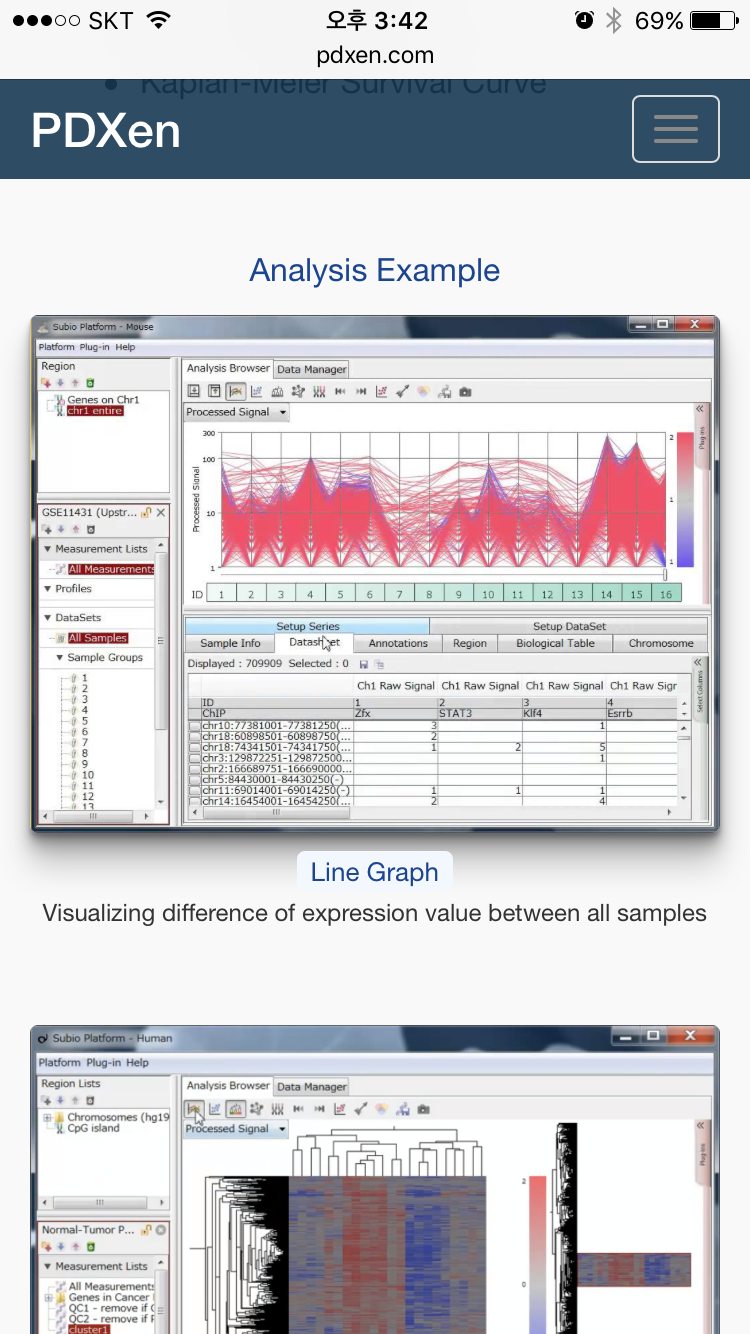 SKT 오후 3:42 69%
pdxen.com
Kaplan-Meier Survival Curve
PDXen
Analysis Example
Subio Platform - Mouse
Platform Plug-in Help
Region
Genes on Chr1
chr1 entire
Analysis Browser Data Manager
Processed Signal
Plug-ins
300
100
10
1
Processed Signal
2
1
1
ID 1 2 3 4 5 6 7 8 9 10 11 12 13 14 15 16
GSE11431 (Upstr...
Measurement Lists
All Measurements
Profiles
DataSets
All Samples
Sample Groups
1
2
3
4
5
6
7
8
9
10
11
12
13
Setup Series Setup DataSet
Sample Info Datasheet Annotations Region Biological Table Chromosome
Displayed : 709909 Selected : 0
Select Columns
Ch1 Raw Signal Ch1 Raw Signal Ch1 Raw Signal Ch1 Raw Sigr
ID 1 2 3 4
ChIP Zfx STAT3 Klf4 Esrrb
chr10:77381001-77381250(... 3 1
chr18:60898501-60898750(... 2
chr18:74341501-74341750(... 1 2 5
chr3:129872251-129872500... 1
chr2:166689751-166690000...
chr5:84430001-84430250(-)
chr11:69014001-69014250(-) 1 1 1
chr14:16454001-16454250(... 2 4
Line Graph
Visualizing difference of expression value between all samples
Subio Platform - Human
Platform Plug-in Help
Region Lists
Chromosomes (hg19
CpG island
Analysis Browser Data Manager
Processed Signal
Plug-ins
2
0
Normal-Tumor P...
Measurement Lists
All Measurements
Genes in Cancer
QC1 - remove if
QC2 - remove if
cluster1